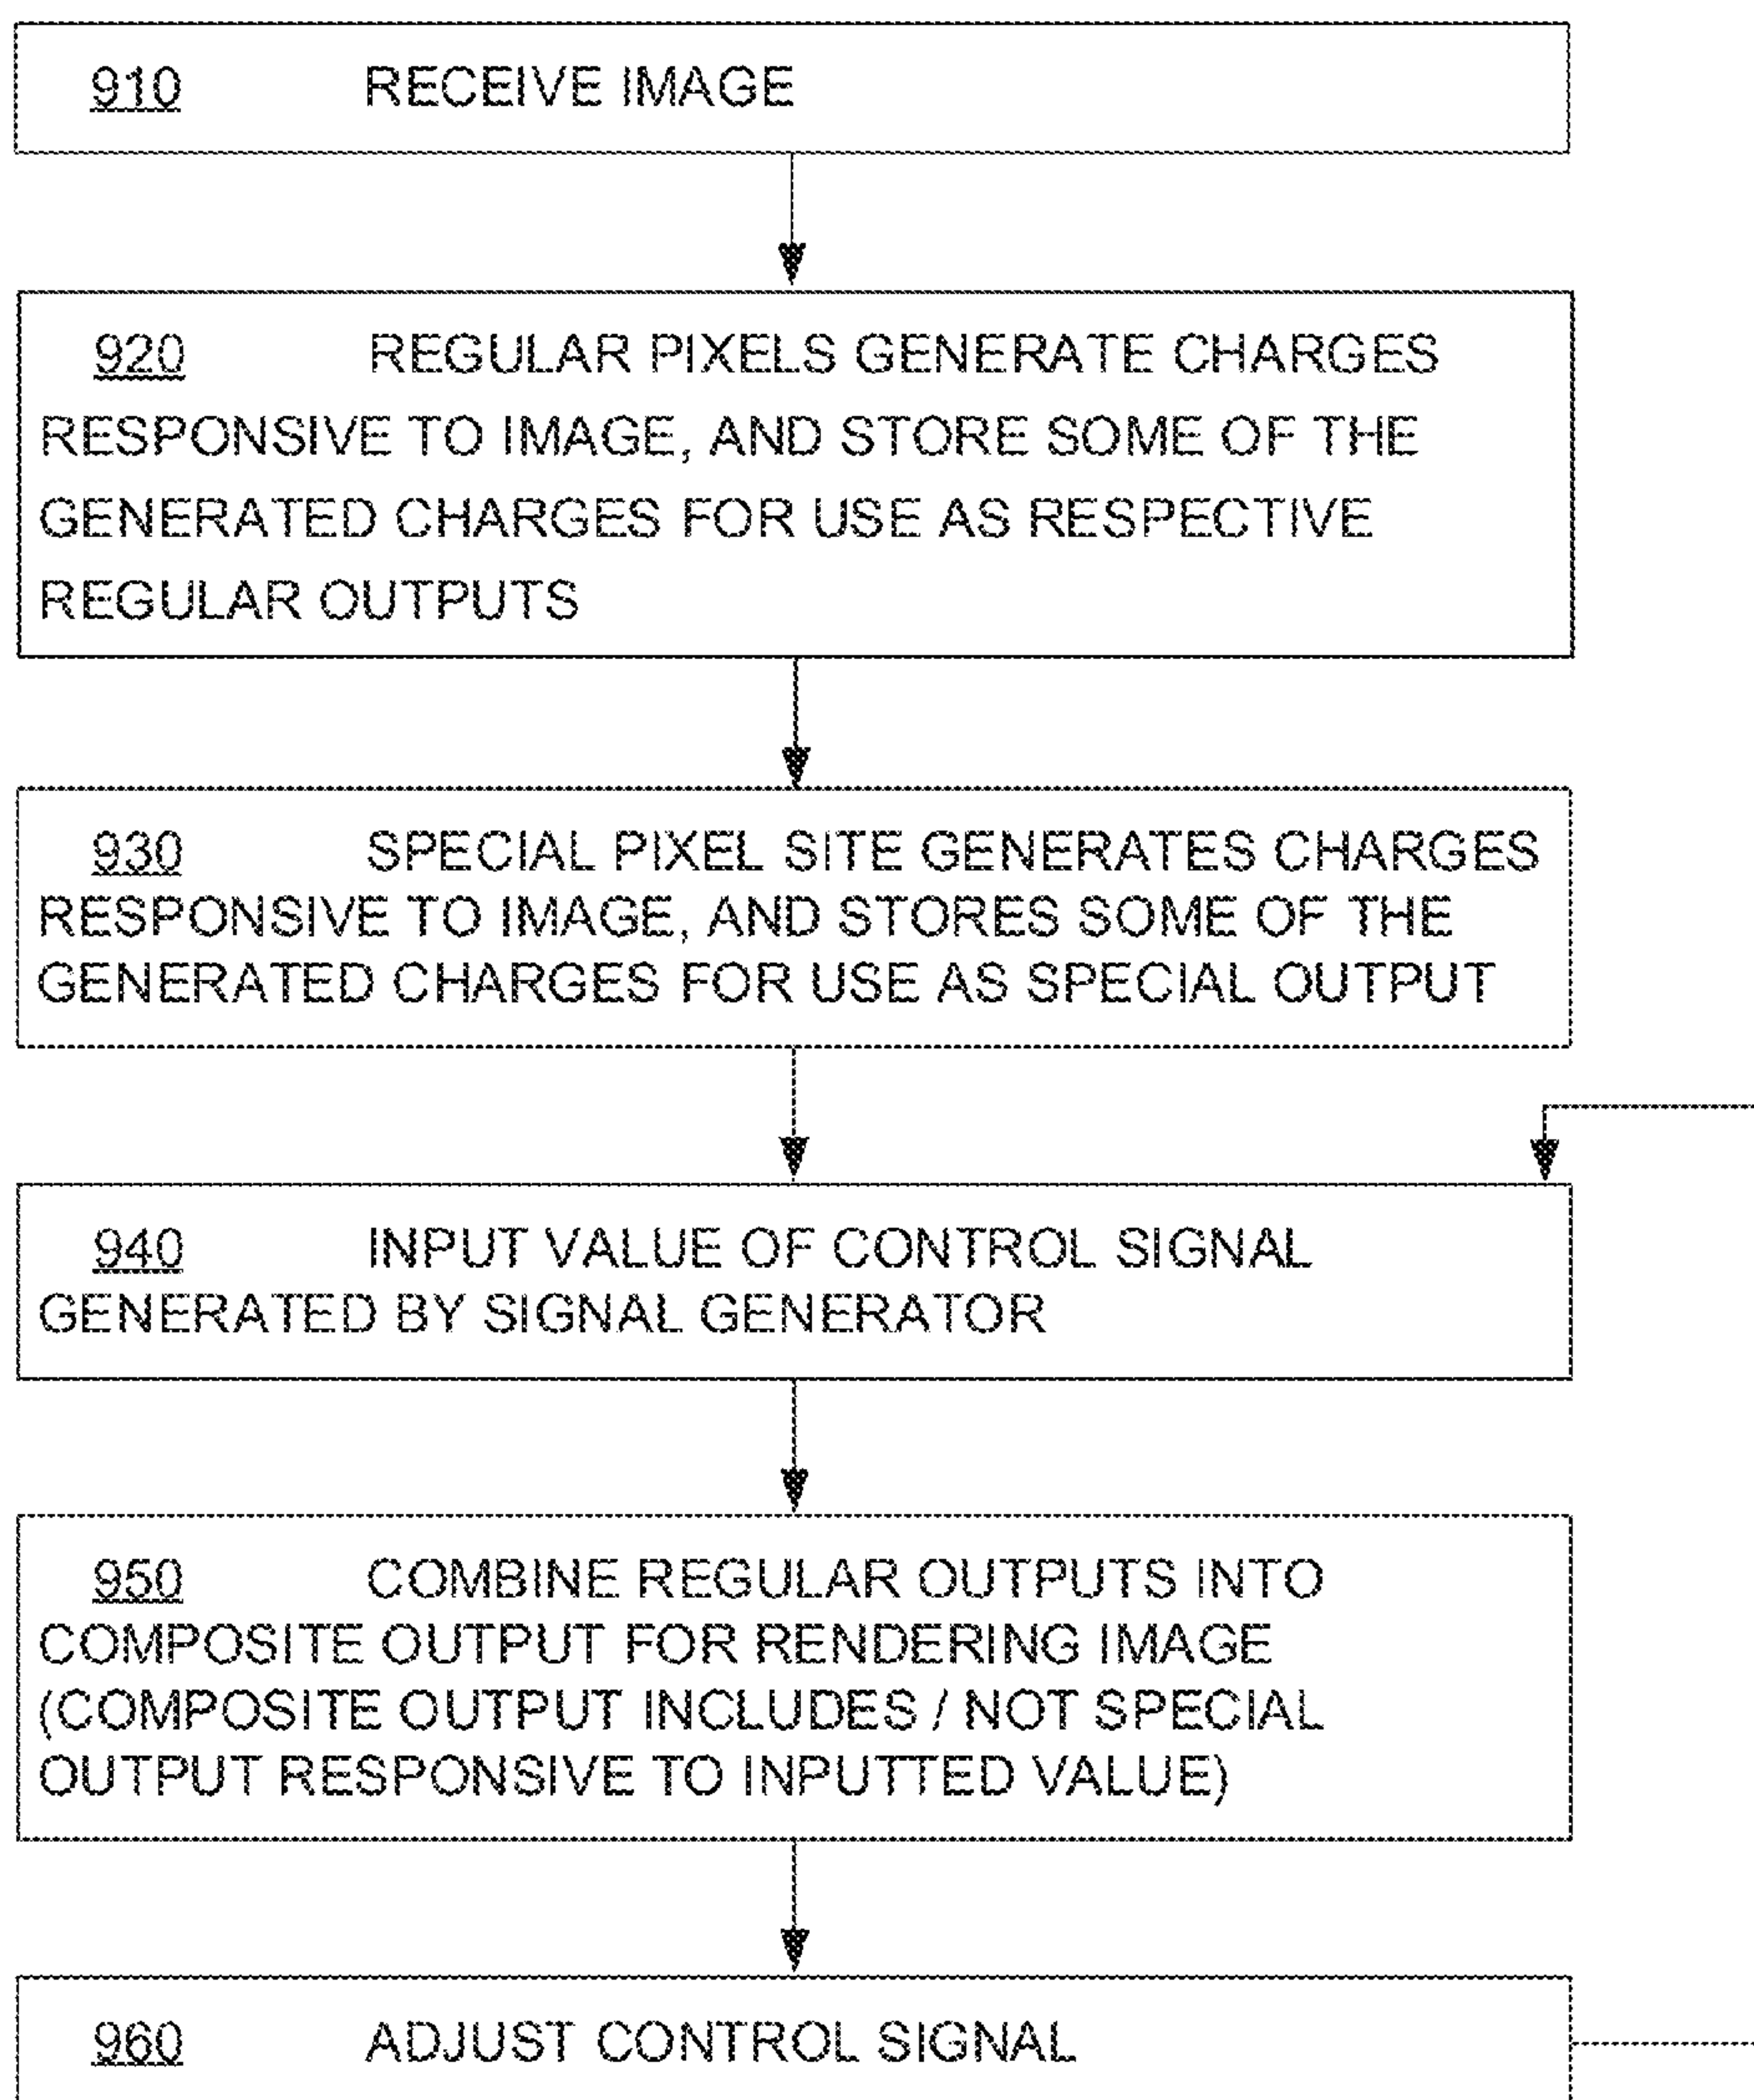 910 RECEIVE IMAGE
920 REGULAR PIXELS GENERATE CHARGES
RESPONSIVE TO IMAGE, AND STORE SOME OF THE
GENERATED CHARGES FOR USE AS RESPECTIVE
REGULAR OUTPUTS
930 SPECIAL PIXEL SITE GENERATES CHARGES
RESPONSIVE TO IMAGE, AND STORES SOME OF THE
GENERATED CHARGES FOR USE AS SPECIAL OUTPUT
940 INPUT VALUE OF CONTROL SIGNAL
GENERATED BY SIGNAL GENERATOR
950 COMBINE REGULAR OUTPUTS INTO
COMPOSITE OUTPUT FOR RENDERING IMAGE
(COMPOSITE OUTPUT INCLUDES / NOT SPECIAL
OUTPUT RESPONSIVE TO INPUTTED VALUE)
960 ADJUST CONTROL SIGNAL